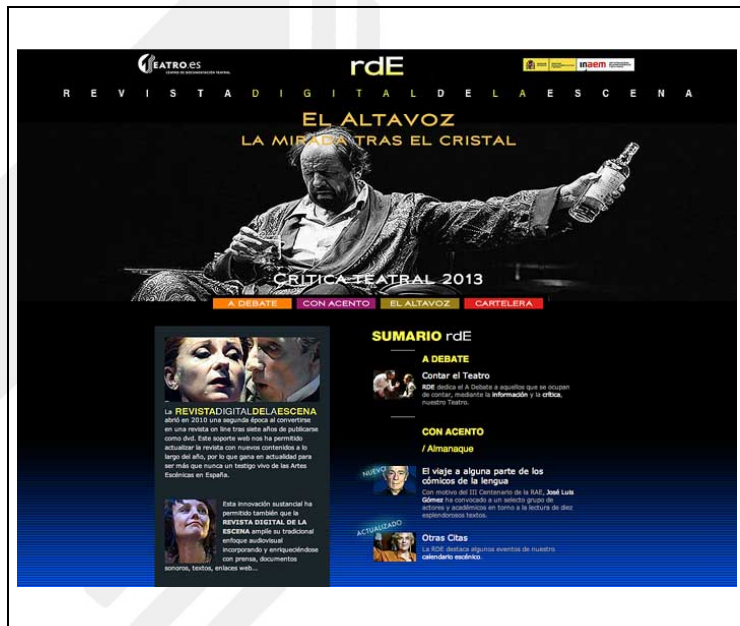 TEATRO.es
CENTRO DE DOCUMENTACIÓN TEATRAL
rdE
inaem
REVISTADIGITALDELAESCENA
EL ALTAVOZ
LA MIRADA TRAS EL CRISTAL
CRÍTICA TEATRAL 2013
A DEBATE
CON ACENTO
EL ALTAVOZ
CARTELERA
La REVISTADIGITALDELAESCENA
abrió en 2010 una segunda época al convertirse
en una revista on line tras siete años de publicarse
como dvd. Este soporte web nos ha permitido
actualizar la revista con nuevos contenidos a lo
largo del año, por lo que gana en actualidad para
ser más que nunca un testigo vivo de las Artes
Escénicas en España.
Esta innovación sustancial ha
permitido también que la
REVISTA DIGITAL DE LA
ESCENA amplíe su tradicional
enfoque audiovisual
incorporando y enriqueciéndose
con prensa, documentos
sonoros, textos, enlaces web...
SUMARIO rdE
A DEBATE
Contar el Teatro
RDE dedica el A Debate a aquellos que se ocupan
de contar, mediante la información y la crítica,
nuestro Teatro.
CON ACENTO
/ Almanaque
NUEVO
El viaje a alguna parte de los
cómicos de la lengua
Con motivo del III Centenario de la RAE, José Luis
Gómez ha convocado a un selecto grupo de
actores y académicos en torno a la lectura de diez
esplendorosos textos.
ACTUALIZADO
Otras Citas
La RDE destaca algunos eventos de nuestro
calendario escénico.